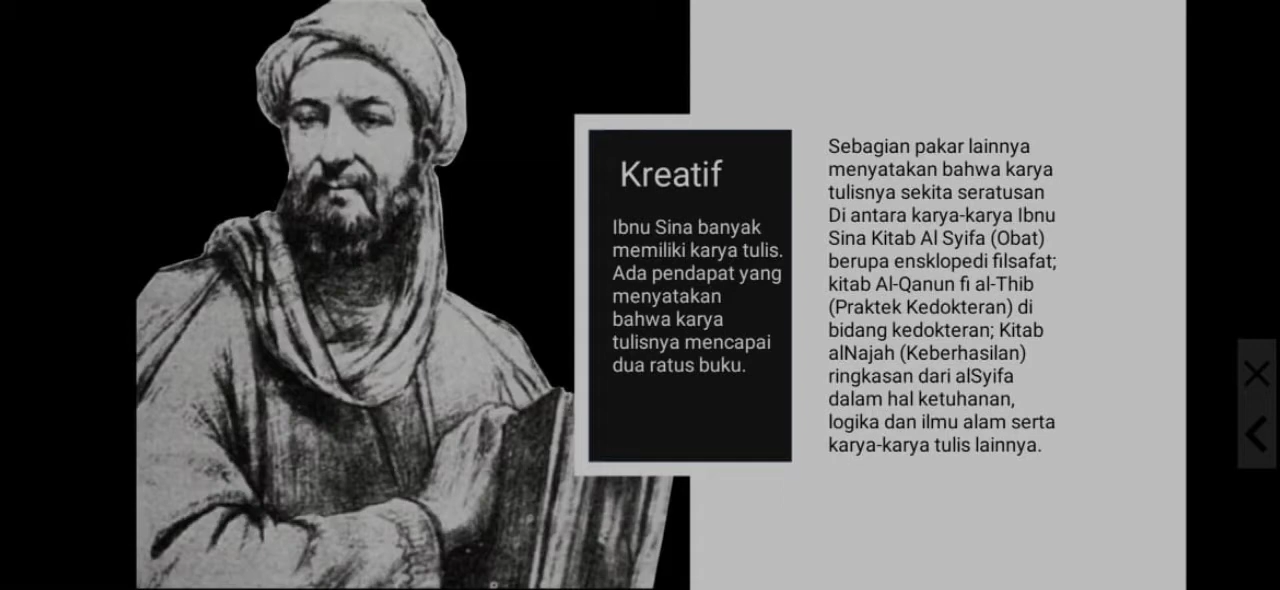 Kreatif
Ibnu Sina banyak
memiliki karya tulis.
Ada pendapat yang
menyatakan
bahwa karya
tulisnya mencapai
dua ratus buku.
Sebagian pakar lainnya
menyatakan bahwa karya
tulisnya sekita seratusan
Di antara karya-karya Ibnu
Sina Kitab Al Syifa (Obat)
berupa ensklopedi filsafat;
kitab Al-Qanun fi al-Thib
(Praktek Kedokteran) di
bidang kedokteran; Kitab
alNajah (Keberhasilan)
ringkasan dari alSyifa
dalam hal ketuhanan,
logika dan ilmu alam serta
karya-karya tulis lainnya.